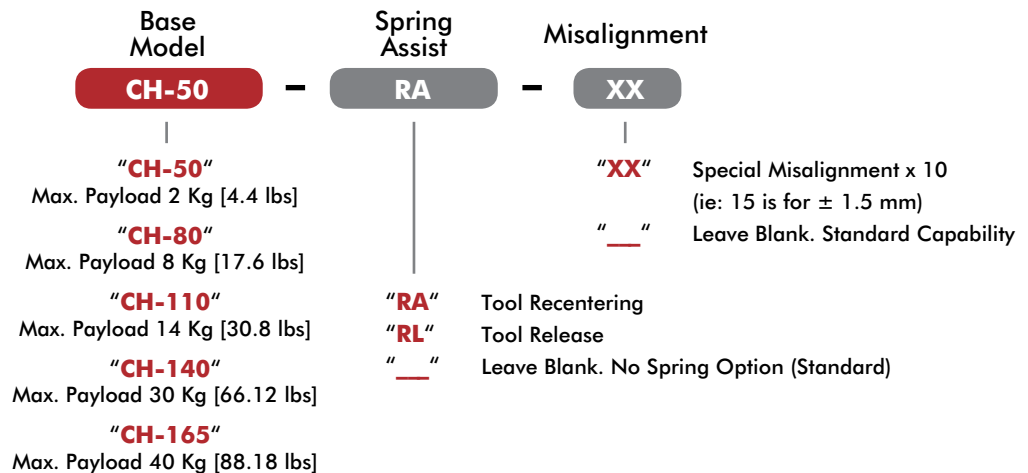 Base
Model
Spring
Assist
Misalignment
CH-50 – RA – XX
"CH-50"
Max. Payload 2 Kg [4.4 lbs]
"CH-80"
Max. Payload 8 Kg [17.6 lbs]
"CH-110"
Max. Payload 14 Kg [30.8 lbs]
"CH-140"
Max. Payload 30 Kg [66.12 lbs]
"CH-165"
Max. Payload 40 Kg [88.18 lbs]
"RA" Tool Recentering
"RL" Tool Release
"___" Leave Blank. No Spring Option (Standard)
"XX" Special Misalignment x 10
(ie: 15 is for ± 1.5 mm)
"___" Leave Blank. Standard Capability